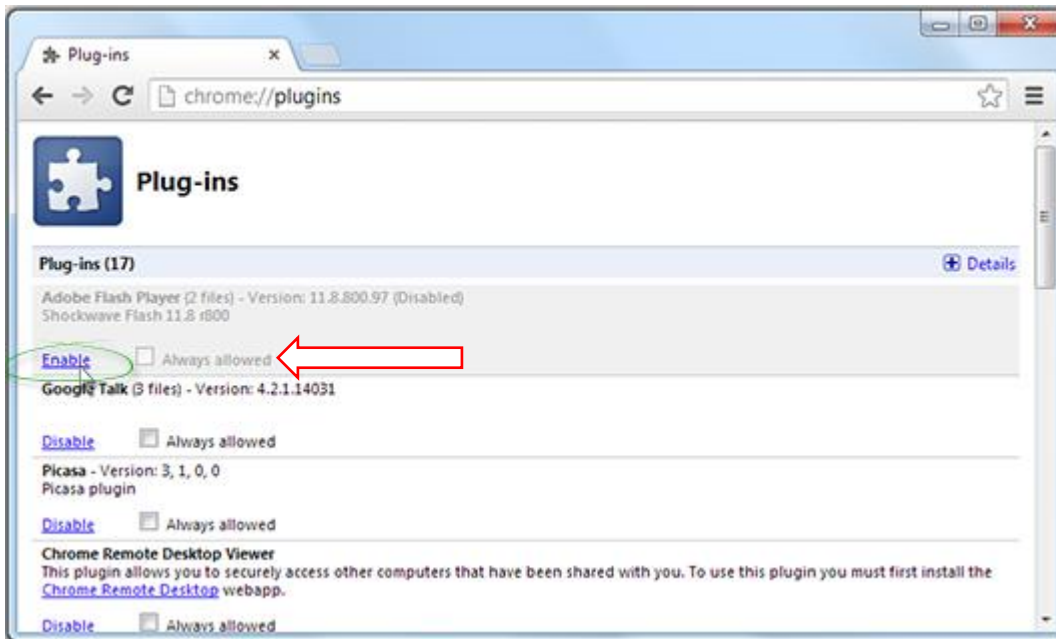 Plug-ins
chrome://plugins
Plug-ins
Plug-ins (17) Details
Adobe Flash Player (2 files) - Version: 11.8.800.97 (Disabled)
Shockwave Flash 11.8 r800
Enable Always allowed
Google Talk (3 files) - Version: 4.2.1.14031
Disable Always allowed
Picasa - Version: 3, 1, 0, 0
Picasa plugin
Disable Always allowed
Chrome Remote Desktop Viewer
This plugin allows you to securely access other computers that have been shared with you. To use this plugin you must first install the
Chrome Remote Desktop webapp.
Disable Always allowed